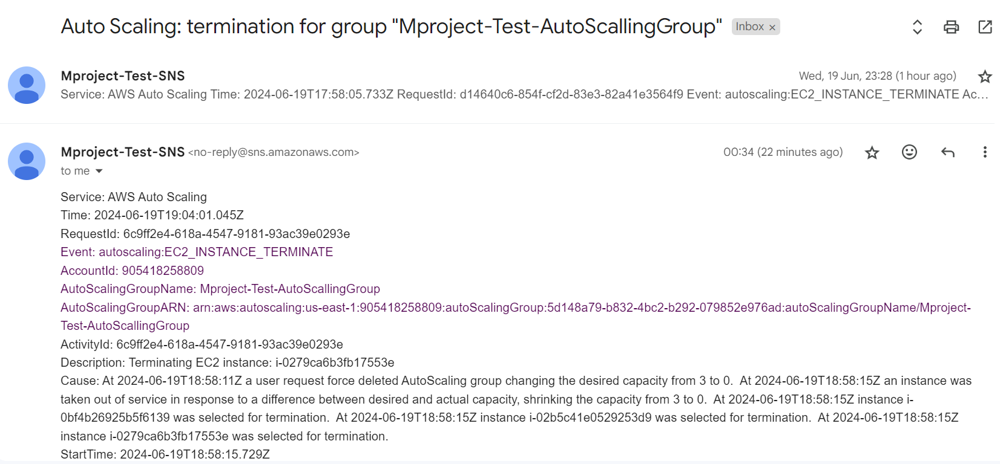 Auto Scaling: termination for group "Mproject-Test-AutoScallingGroup" Inbox ×
Mproject-Test-SNS Wed, 19 Jun, 23:28 (1 hour ago)
Service: AWS Auto Scaling Time: 2024-06-19T17:58:05.733Z RequestId: d14640c6-854f-cf2d-83e3-82a41e3564f9 Event: autoscaling:EC2_INSTANCE_TERMINATE Ac...
Mproject-Test-SNS <no-reply@sns.amazonaws.com> 00:34 (22 minutes ago)
to me
Service: AWS Auto Scaling
Time: 2024-06-19T19:04:01.045Z
RequestId: 6c9ff2e4-618a-4547-9181-93ac39e0293e
Event: autoscaling:EC2_INSTANCE_TERMINATE
AccountId: 905418258809
AutoScalingGroupName: Mproject-Test-AutoScallingGroup
AutoScalingGroupARN: arn:aws:autoscaling:us-east-1:905418258809:autoScalingGroup:5d148a79-b832-4bc2-b292-079852e976ad:autoScalingGroupName/Mproject-
Test-AutoScallingGroup
ActivityId: 6c9ff2e4-618a-4547-9181-93ac39e0293e
Description: Terminating EC2 instance: i-0279ca6b3fb17553e
Cause: At 2024-06-19T18:58:11Z a user request force deleted AutoScaling group changing the desired capacity from 3 to 0.  At 2024-06-19T18:58:15Z an instance was
taken out of service in response to a difference between desired and actual capacity, shrinking the capacity from 3 to 0.  At 2024-06-19T18:58:15Z instance i-
0bf4b26925b5f6139 was selected for termination.  At 2024-06-19T18:58:15Z instance i-02b5c41e0529253d9 was selected for termination.  At 2024-06-19T18:58:15Z
instance i-0279ca6b3fb17553e was selected for termination.
StartTime: 2024-06-19T18:58:15.729Z